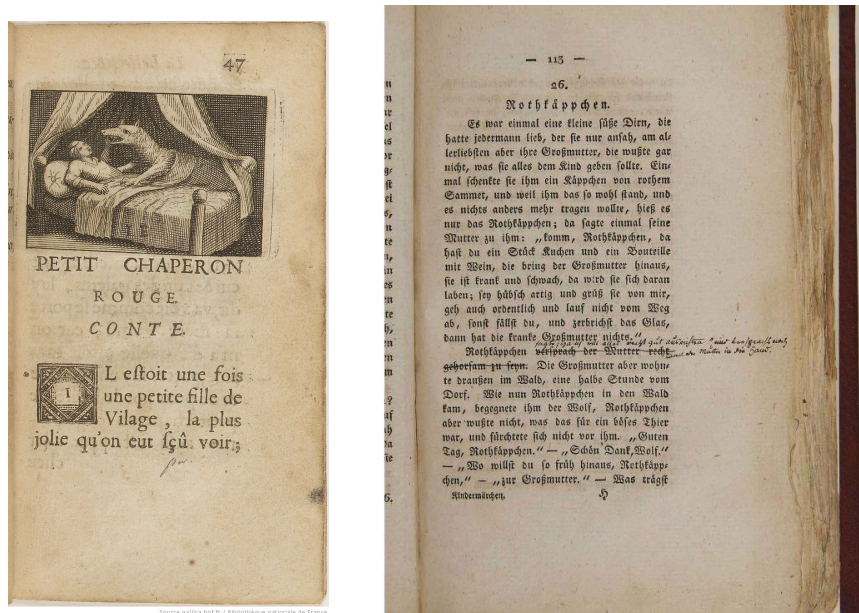 47
PETIT CHAPERON
ROUGE.
CONTE.
IL eſtoit une fois
une petite fille de
Vilage, la plus
jolie qu'on eut ſçû voir;
Source gallica.bnf.fr / Bibliothèque nationale de France
— 113 —
26.
Rothkäppchen.
Es war einmal eine kleine ſüße Dirn, die
hatte jedermann lieb, der ſie nur anſah, am al-
lerliebſten aber ihre Großmutter, die wußte gar
nicht, was ſie alles dem Kind geben ſollte. Ein-
mal ſchenkte ſie ihm ein Käppchen von rothem
Sammet, und weil ihm das ſo wohl ſtand, und
es nichts anders mehr tragen wollte, hieß es
nur das Rothkäppchen; da ſagte einmal ſeine
Mutter zu ihm: „komm, Rothkäppchen, da
haſt du ein Stück Kuchen und ein Bouteille
mit Wein, die bring der Großmutter hinaus,
ſie iſt krank und ſchwach, da wird ſie ſich daran
laben; ſey hübſch artig und grüß ſie von mir,
geh auch ordentlich und lauf nicht vom Weg
ab, ſonſt fällſt du, und zerbrichſt das Glas,
dann hat die kranke Großmutter nichts.“
Rothkäppchen verſprach der Mutter recht
gehorſam zu ſeyn. Die Großmutter aber wohn-
te draußen im Wald, eine halbe Stunde vom
Dorf. Wie nun Rothkäppchen in den Wald
kam, begegnete ihm der Wolf, Rothkäppchen
aber wußte nicht, was das für ein böſes Thier
war, und fürchtete ſich nicht vor ihm. „Guten
Tag, Rothkäppchen.“ — „Schön Dank, Wolf.“
— „Wo willſt du ſo früh hinaus, Rothkäpp-
chen,“ — „zur Großmutter.“ — Was trägſt
Kindermärchen. H